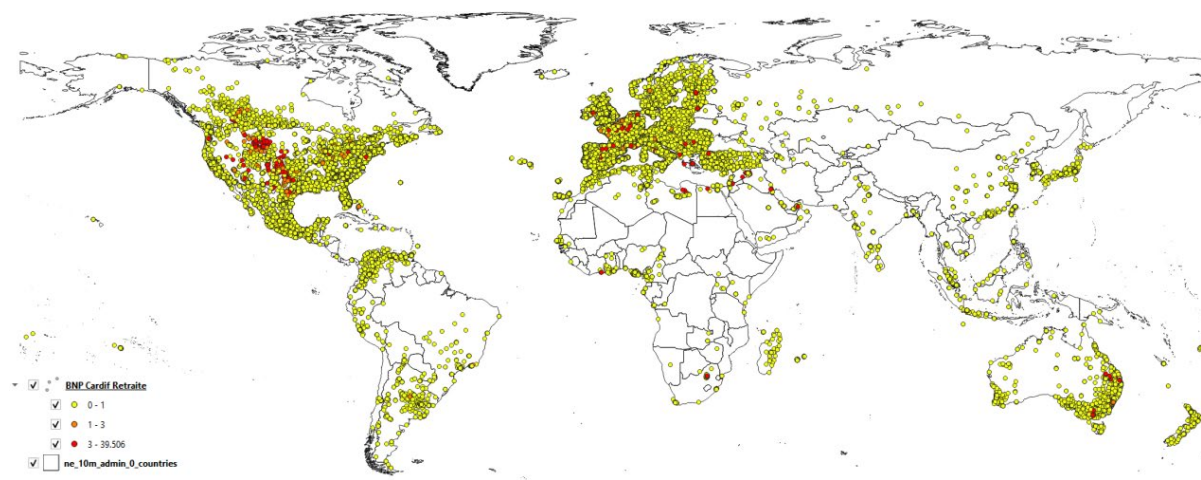 BNP Cardif Retraite
0 - 1
1 - 3
3 - 39.506
ne_10m_admin_0_countries